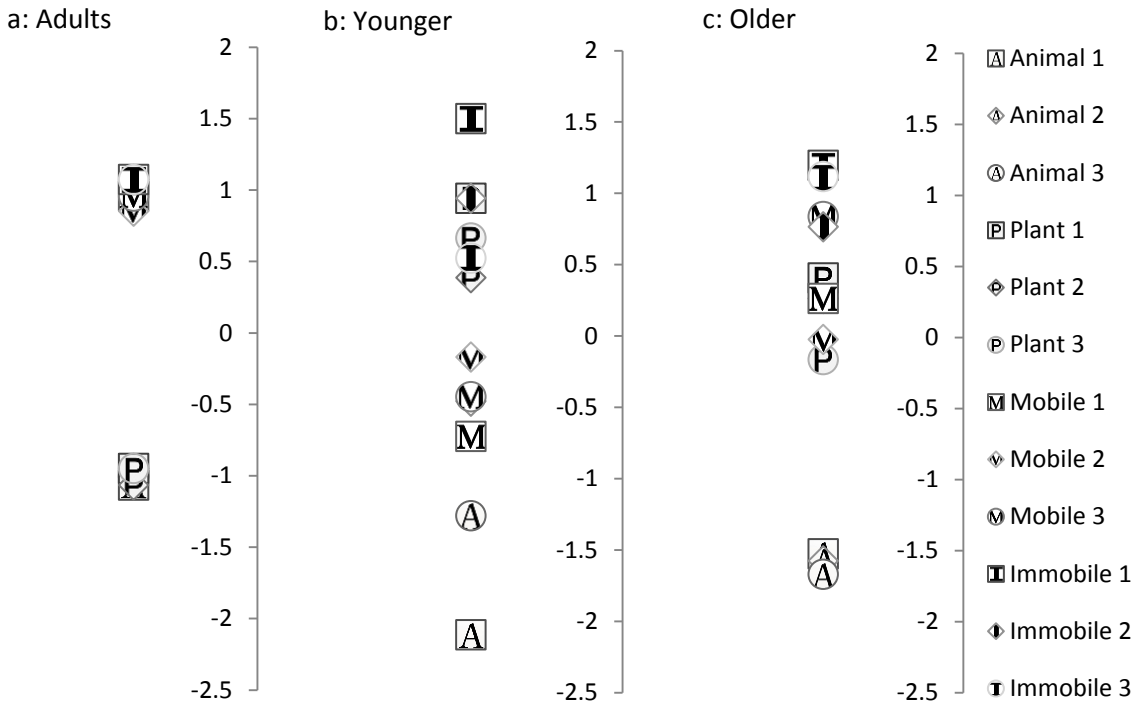 a: Adults
b: Younger
c: Older
2
1.5
1
0.5
0
-0.5
-1
-1.5
-2
-2.5
2
1.5
1
0.5
0
-0.5
-1
-1.5
-2
-2.5
2
1.5
1
0.5
0
-0.5
-1
-1.5
-2
-2.5
I
M
P
I
I
P
I
P
M
M
M
A
A
I
I
M
I
P
M
M
P
A
A
A Animal 1
A Animal 2
A Animal 3
P Plant 1
P Plant 2
P Plant 3
M Mobile 1
M Mobile 2
M Mobile 3
I Immobile 1
I Immobile 2
I Immobile 3